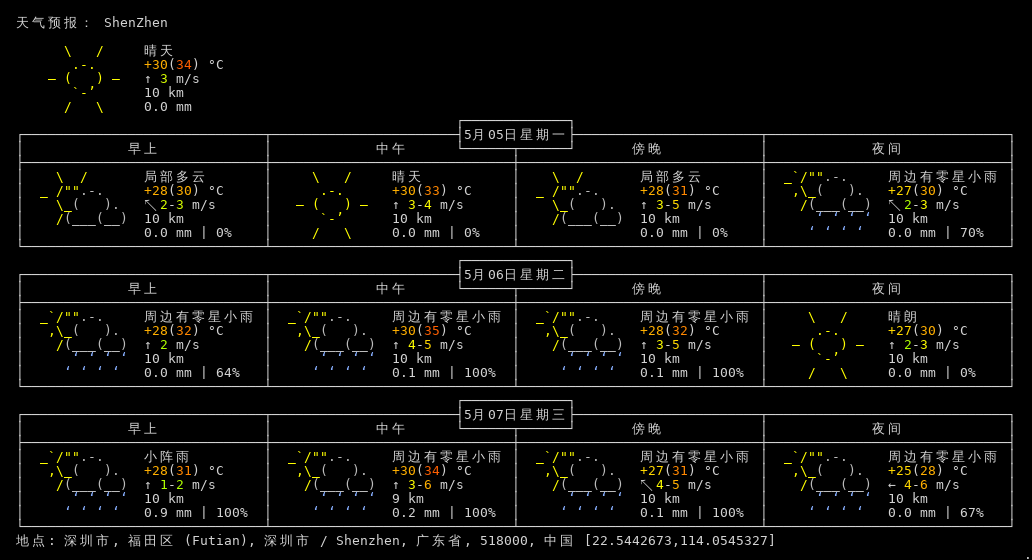 天气预报： ShenZhen
晴天
+30(34) °C
↑ 3 m/s
10 km
0.0 mm
5月05日星期一
早上 中午 傍晚 夜间
局部多云 晴天 局部多云 周边有零星小雨
+28(30) °C +30(33) °C +28(31) °C +27(30) °C
↖ 2-3 m/s ↑ 3-4 m/s ↑ 3-5 m/s ↖ 2-3 m/s
10 km 10 km 10 km 10 km
0.0 mm | 0% 0.0 mm | 0% 0.0 mm | 0% 0.0 mm | 70%
5月06日星期二
早上 中午 傍晚 夜间
周边有零星小雨 周边有零星小雨 周边有零星小雨 晴朗
+28(32) °C +30(35) °C +28(32) °C +27(30) °C
↑ 2 m/s ↑ 4-5 m/s ↑ 3-5 m/s ↑ 2-3 m/s
10 km 10 km 10 km 10 km
0.0 mm | 64% 0.1 mm | 100% 0.1 mm | 100% 0.0 mm | 0%
5月07日星期三
早上 中午 傍晚 夜间
小阵雨 周边有零星小雨 周边有零星小雨 周边有零星小雨
+28(31) °C +30(34) °C +27(31) °C +25(28) °C
↑ 1-2 m/s ↑ 3-6 m/s ↖ 4-5 m/s ← 4-6 m/s
10 km 9 km 10 km 10 km
0.9 mm | 100% 0.2 mm | 100% 0.1 mm | 100% 0.0 mm | 67%
地点: 深圳市, 福田区 (Futian), 深圳市 / Shenzhen, 广东省, 518000, 中国 [22.5442673,114.0545327]